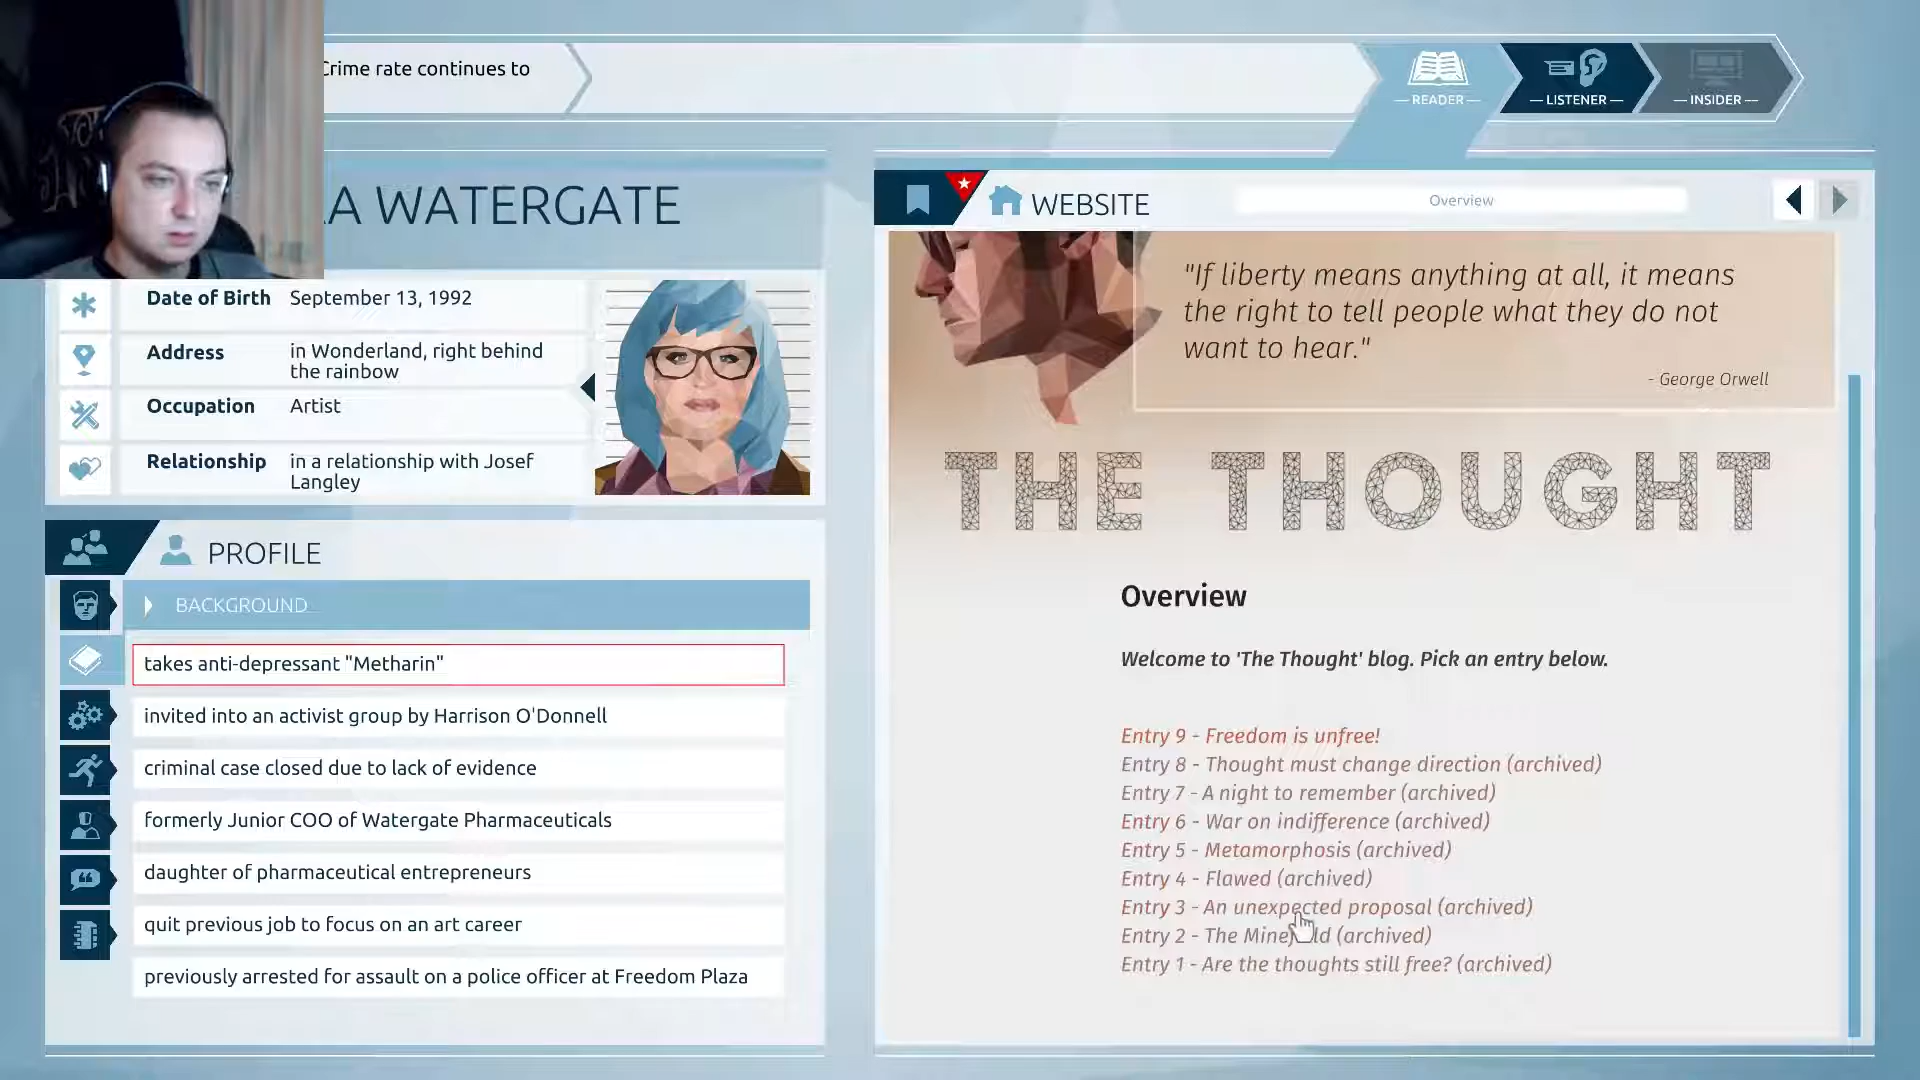 Crime rate continues to
READER
LISTENER
INSIDER
A WATERGATE
Date of Birth September 13, 1992
Address in Wonderland, right behind
the rainbow
Occupation Artist
Relationship in a relationship with Josef
Langley
PROFILE
BACKGROUND
takes anti-depressant "Metharin"
invited into an activist group by Harrison O'Donnell
criminal case closed due to lack of evidence
formerly Junior COO of Watergate Pharmaceuticals
daughter of pharmaceutical entrepreneurs
quit previous job to focus on an art career
previously arrested for assault on a police officer at Freedom Plaza
WEBSITE
Overview
"If liberty means anything at all, it means
the right to tell people what they do not
want to hear."
- George Orwell
THE THOUGHT
Overview
Welcome to 'The Thought' blog. Pick an entry below.
Entry 9 - Freedom is unfree!
Entry 8 - Thought must change direction (archived)
Entry 7 - A night to remember (archived)
Entry 6 - War on indifference (archived)
Entry 5 - Metamorphosis (archived)
Entry 4 - Flawed (archived)
Entry 3 - An unexpected proposal (archived)
Entry 2 - The Minefield (archived)
Entry 1 - Are the thoughts still free? (archived)